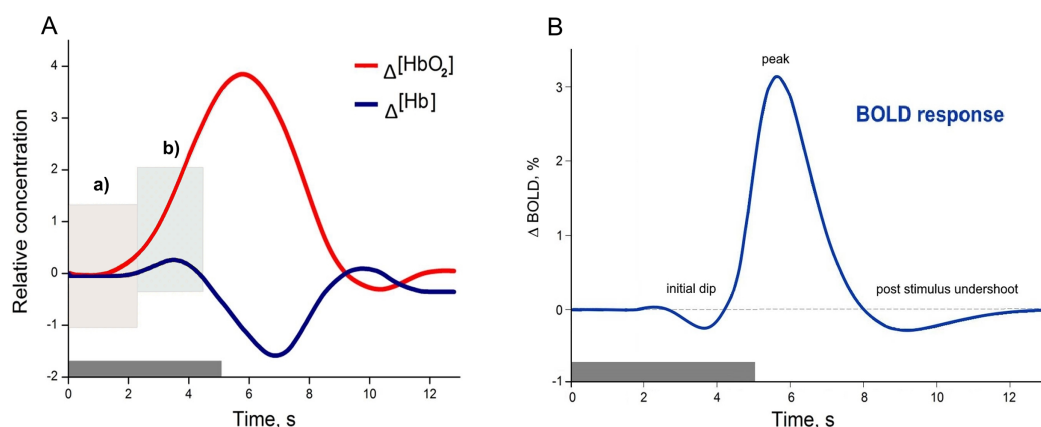 A
Δ[HbO₂]
Δ[Hb]
a)
b)
Relative concentration
4
3
2
1
0
-1
-2
0 2 4 6 8 10 12
Time, s
B
peak
BOLD response
initial dip
post stimulus undershoot
Δ BOLD, %
3
2
1
0
-1
0 2 4 6 8 10 12
Time, s